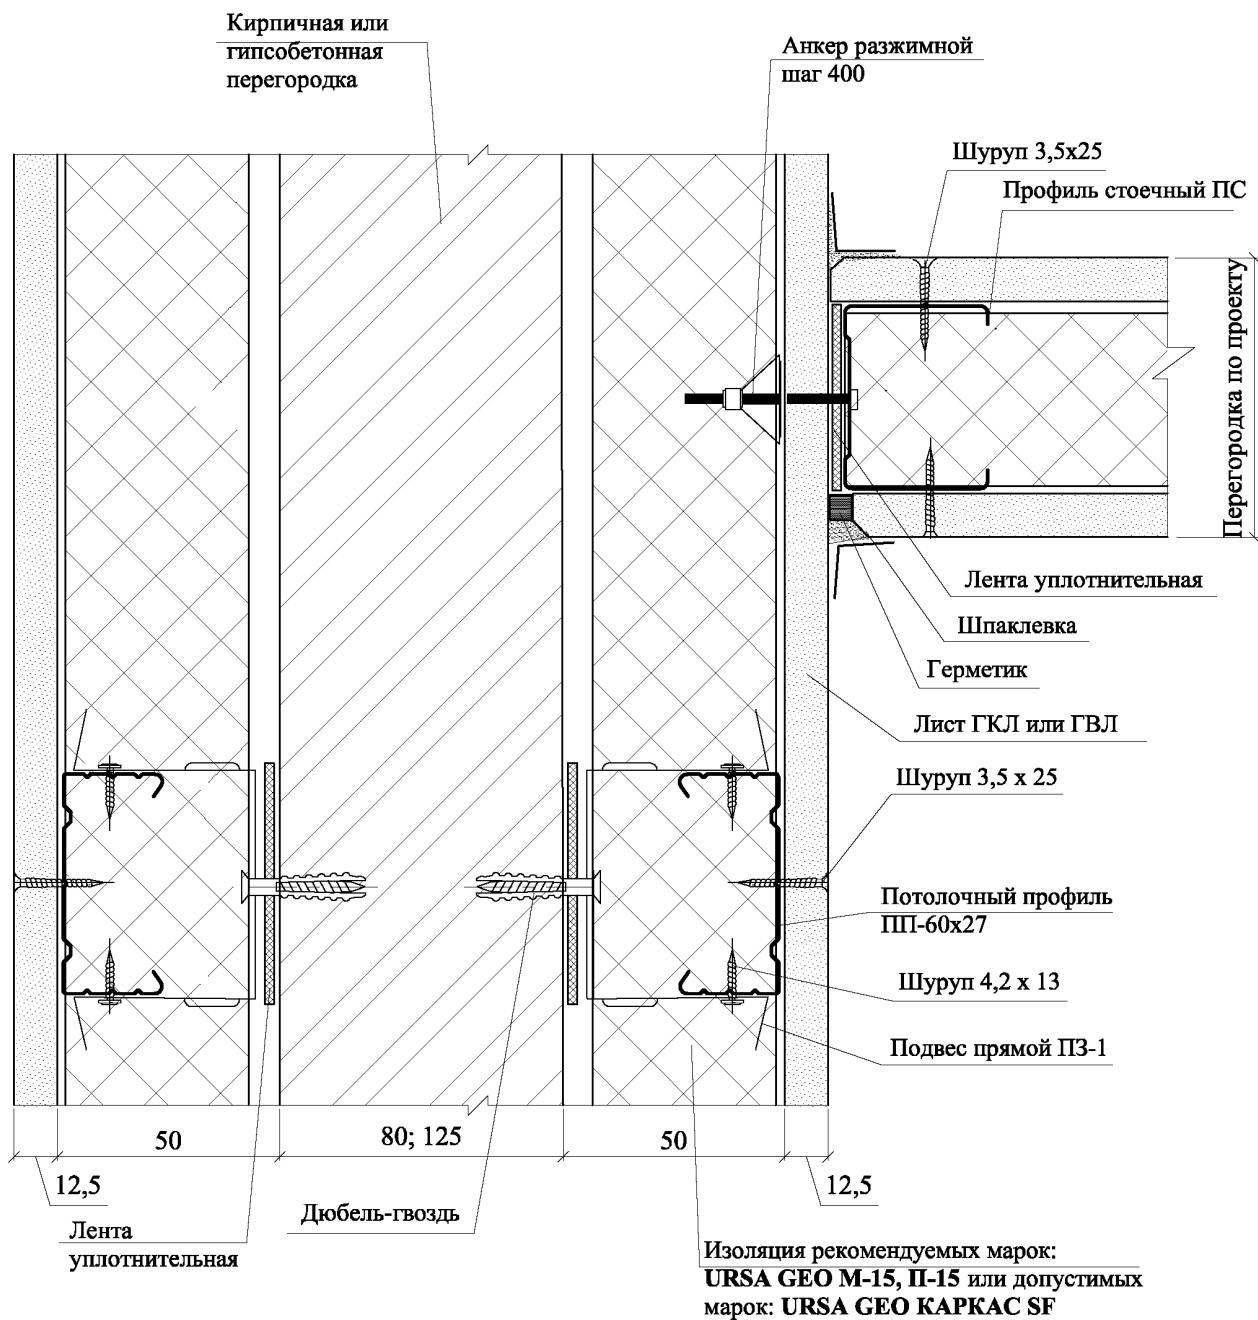 Кирпичная или
гипсобетонная
перегородка
Анкер разжимной
шаг 400
Шуруп 3,5x25
Профиль стоечный ПС
Перегородка по проекту
Лента уплотнительная
Шпаклевка
Герметик
Лист ГКЛ или ГВЛ
Шуруп 3,5 x 25
Потолочный профиль
ПП-60x27
Шуруп 4,2 x 13
Подвес прямой ПЗ-1
50
80; 125
50
12,5
12,5
Лента
уплотнительная
Дюбель-гвоздь
Изоляция рекомендуемых марок:
URSA GEO М-15, П-15 или допустимых
марок: URSA GEO КАРКАС SF